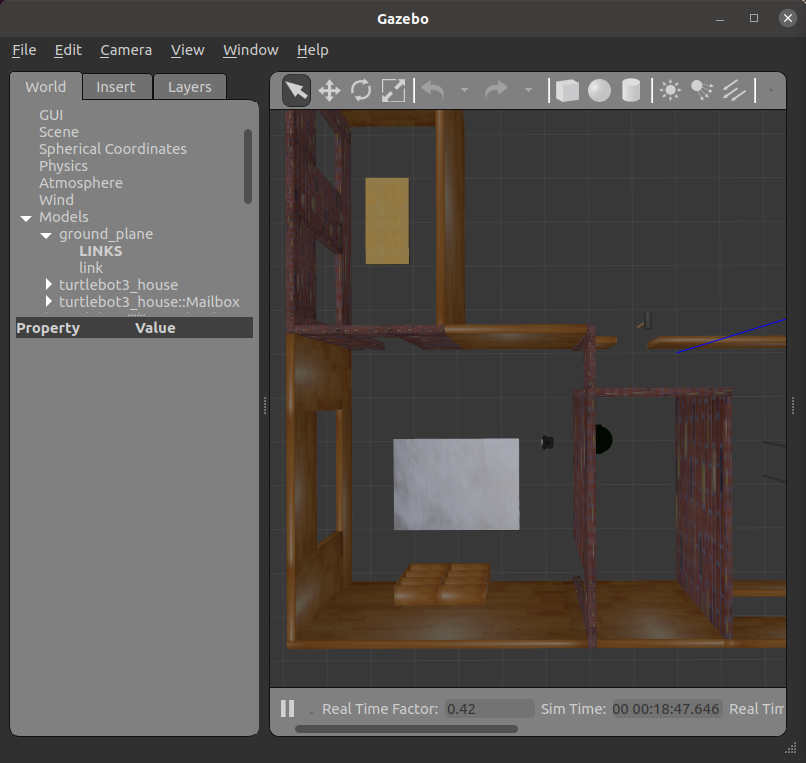 Gazebo
File Edit Camera View Window Help
World Insert Layers
GUI
Scene
Spherical Coordinates
Physics
Atmosphere
Wind
Models
ground_plane
LINKS
link
turtlebot3_house
turtlebot3_house::Mailbox
Property Value
Real Time Factor: 0.42 Sim Time: 00 00:18:47.646 Real Tim